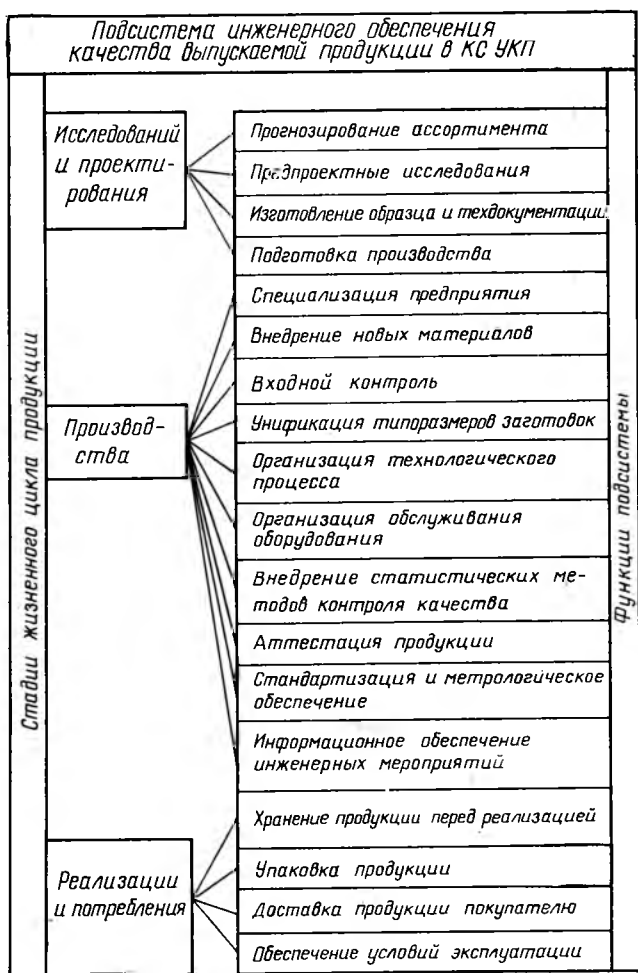 Подсистема инженерного обеспечения
качества выпускаемой продукции в КС УКП
Стадии жизненного цикла продукции
Исследований
и проекти-
рования
Прогнозирование ассортимента
Предпроектные исследования
Изготовление образца и техдокументации
Подготовка производства
Производ-
ства
Специализация предприятия
Внедрение новых материалов
Входной контроль
Унификация типоразмеров заготовок
Организация технологического
процесса
Организация обслуживания
оборудования
Внедрение статистических ме-
тодов контроля качества
Аттестация продукции
Стандартизация и метрологическое
обеспечение
Информационное обеспечение
инженерных мероприятий
Реализации
и потребления
Хранение продукции перед реализацией
Упаковка продукции
Доставка продукции покупателю
Обеспечение условий эксплуатации
Функции подсистемы